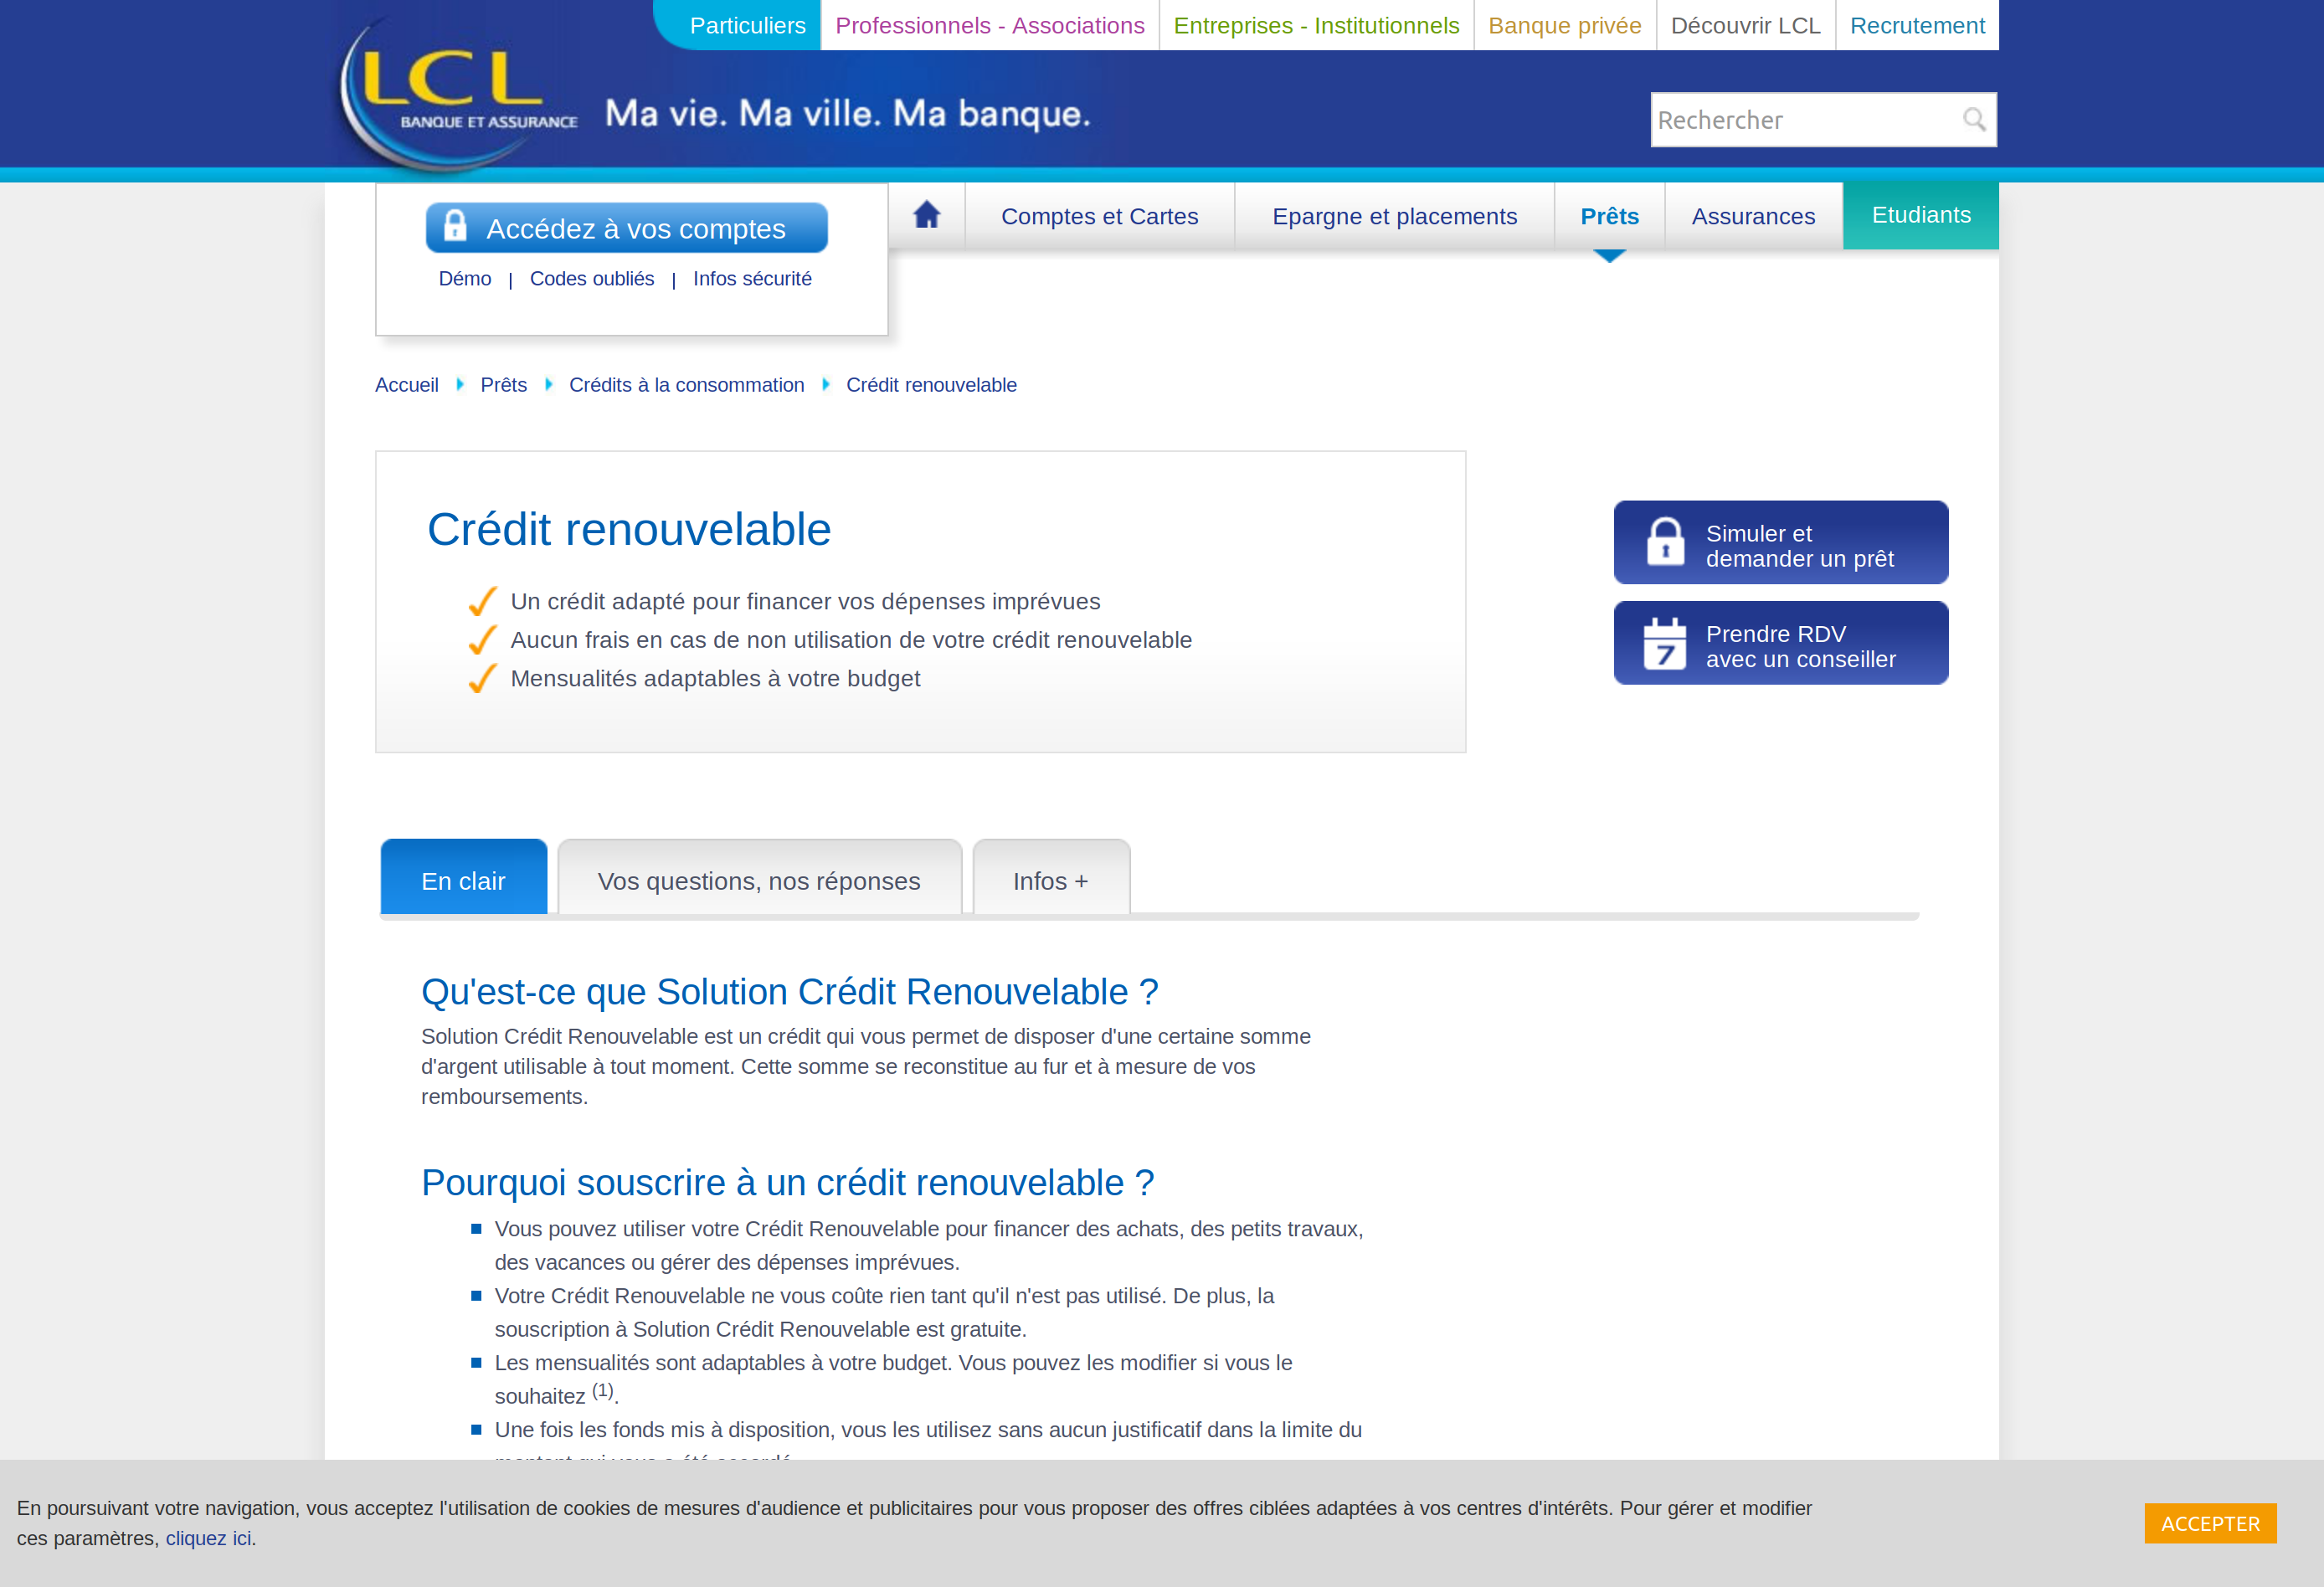 Particuliers
Professionnels - Associations
Entreprises - Institutionnels
Banque privée
Découvrir LCL
Recrutement
LCL
BANQUE ET ASSURANCE
Ma vie. Ma ville. Ma banque.
Rechercher
Accédez à vos comptes
Démo | Codes oubliés | Infos sécurité
Comptes et Cartes
Epargne et placements
Prêts
Assurances
Etudiants
Accueil Prêts Crédits à la consommation Crédit renouvelable
Crédit renouvelable
Un crédit adapté pour financer vos dépenses imprévues
Aucun frais en cas de non utilisation de votre crédit renouvelable
Mensualités adaptables à votre budget
Simuler et
demander un prêt
7
Prendre RDV
avec un conseiller
En clair
Vos questions, nos réponses
Infos +
Qu'est-ce que Solution Crédit Renouvelable ?
Solution Crédit Renouvelable est un crédit qui vous permet de disposer d'une certaine somme
d'argent utilisable à tout moment. Cette somme se reconstitue au fur et à mesure de vos
remboursements.
Pourquoi souscrire à un crédit renouvelable ?
Vous pouvez utiliser votre Crédit Renouvelable pour financer des achats, des petits travaux,
des vacances ou gérer des dépenses imprévues.
Votre Crédit Renouvelable ne vous coûte rien tant qu'il n'est pas utilisé. De plus, la
souscription à Solution Crédit Renouvelable est gratuite.
Les mensualités sont adaptables à votre budget. Vous pouvez les modifier si vous le
souhaitez (1).
Une fois les fonds mis à disposition, vous les utilisez sans aucun justificatif dans la limite du
En poursuivant votre navigation, vous acceptez l'utilisation de cookies de mesures d'audience et publicitaires pour vous proposer des offres ciblées adaptées à vos centres d'intérêts. Pour gérer et modifier
ces paramètres, cliquez ici.
ACCEPTER